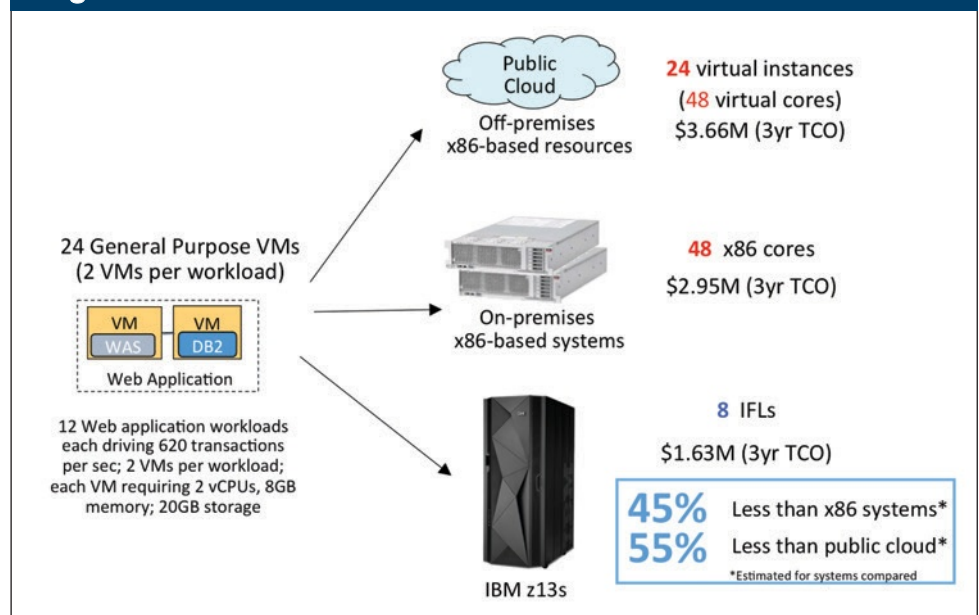 Public
Cloud
Off-premises
x86-based resources
24 virtual instances
(48 virtual cores)
$3.66M (3yr TCO)
24 General Purpose VMs
(2 VMs per workload)
VM
WAS
VM
DB2
Web Application
12 Web application workloads
each driving 620 transactions
per sec; 2 VMs per workload;
each VM requiring 2 vCPUs, 8GB
memory; 20GB storage
On-premises
x86-based systems
48 x86 cores
$2.95M (3yr TCO)
IBM z13s
8 IFLs
$1.63M (3yr TCO)
45% Less than x86 systems*
55% Less than public cloud*
*Estimated for systems compared